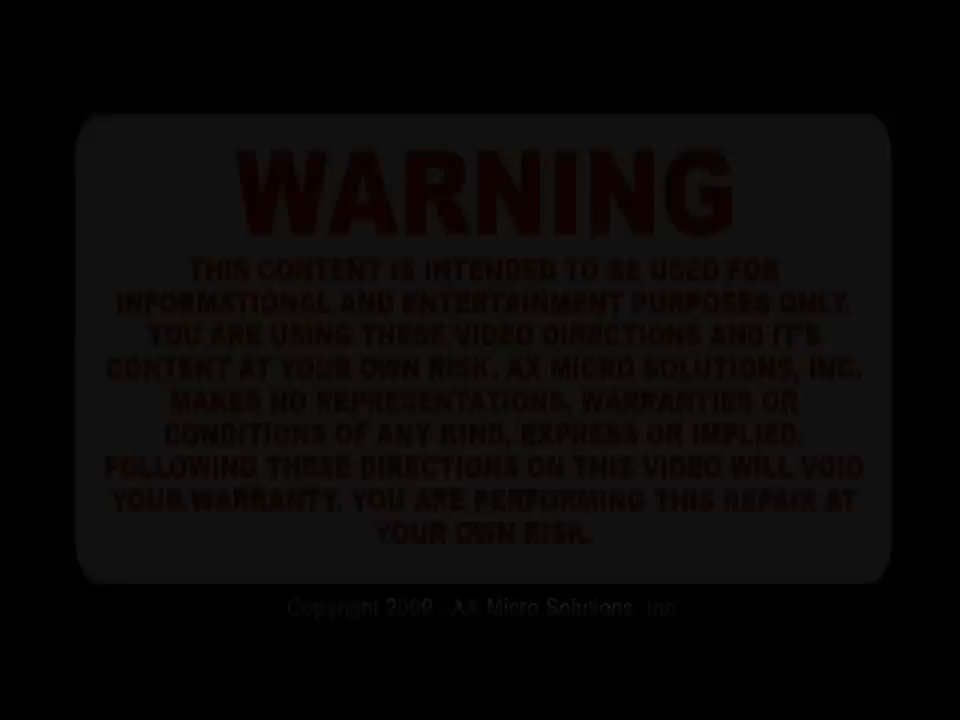 WARNING
THIS CONTENT IS INTENDED TO BE USED FOR
INFORMATIONAL AND ENTERTAINMENT PURPOSES ONLY.
YOU ARE USING THESE VIDEO DIRECTIONS AND IT'S
CONTENT AT YOUR OWN RISK. AX MICRO SOLUTIONS, INC.
MAKES NO REPRESENTATIONS, WARRANTIES OR
CONDITIONS OF ANY KIND, EXPRESS OR IMPLIED.
FOLLOWING THESE DIRECTIONS ON THIS VIDEO WILL VOID
YOUR WARRANTY. YOU ARE PERFORMING THIS REPAIR AT
YOUR OWN RISK.
Copyright 2009 - AX Micro Solutions, Inc.